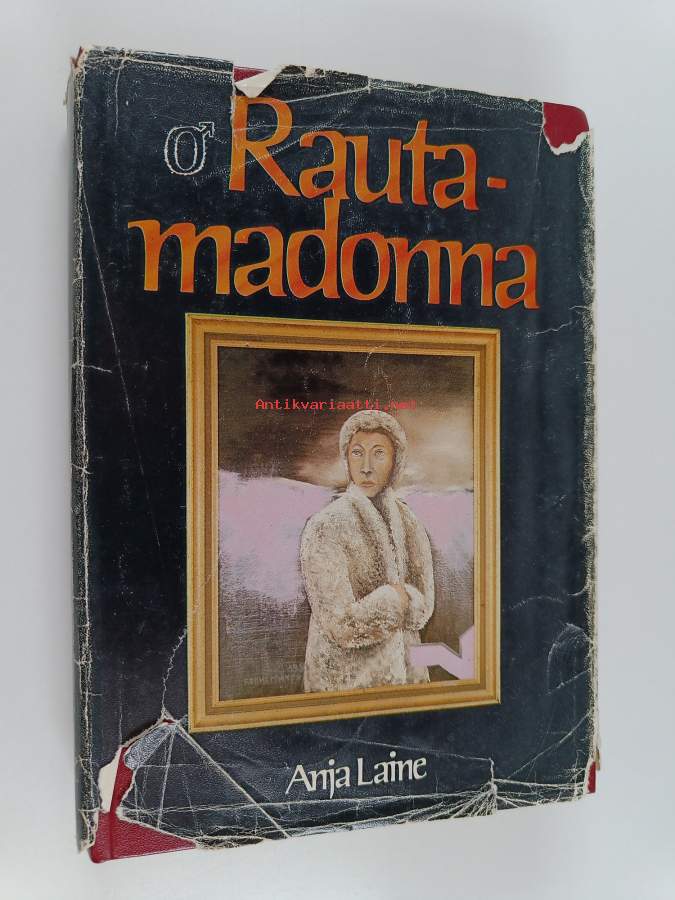 Rauta-
madonna
Antikvariaatti.net
Anja Laine